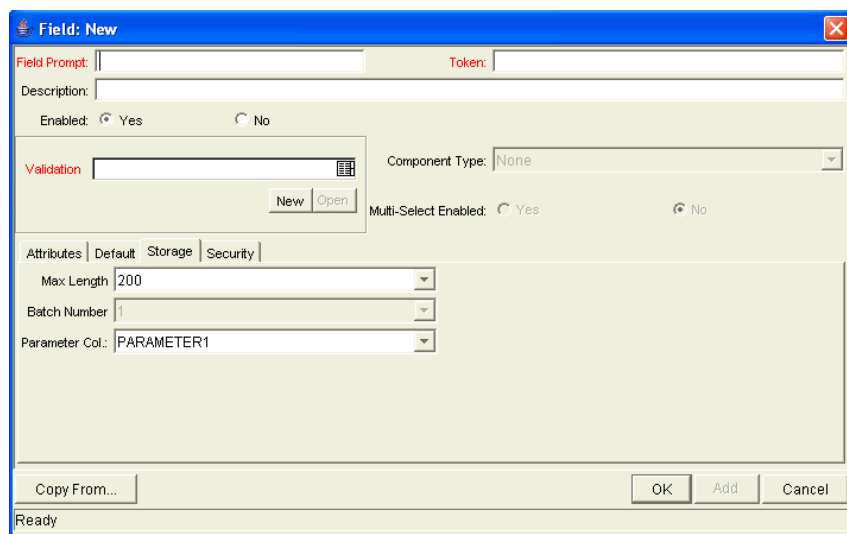 Field: New
Field Prompt: Token:
Description:
Enabled: Yes No
Validation Component Type: None
New Open Multi-Select Enabled: Yes No
Attributes Default Storage Security
Max Length 200
Batch Number 1
Parameter Col.: PARAMETER1
Copy From... OK Add Cancel
Ready